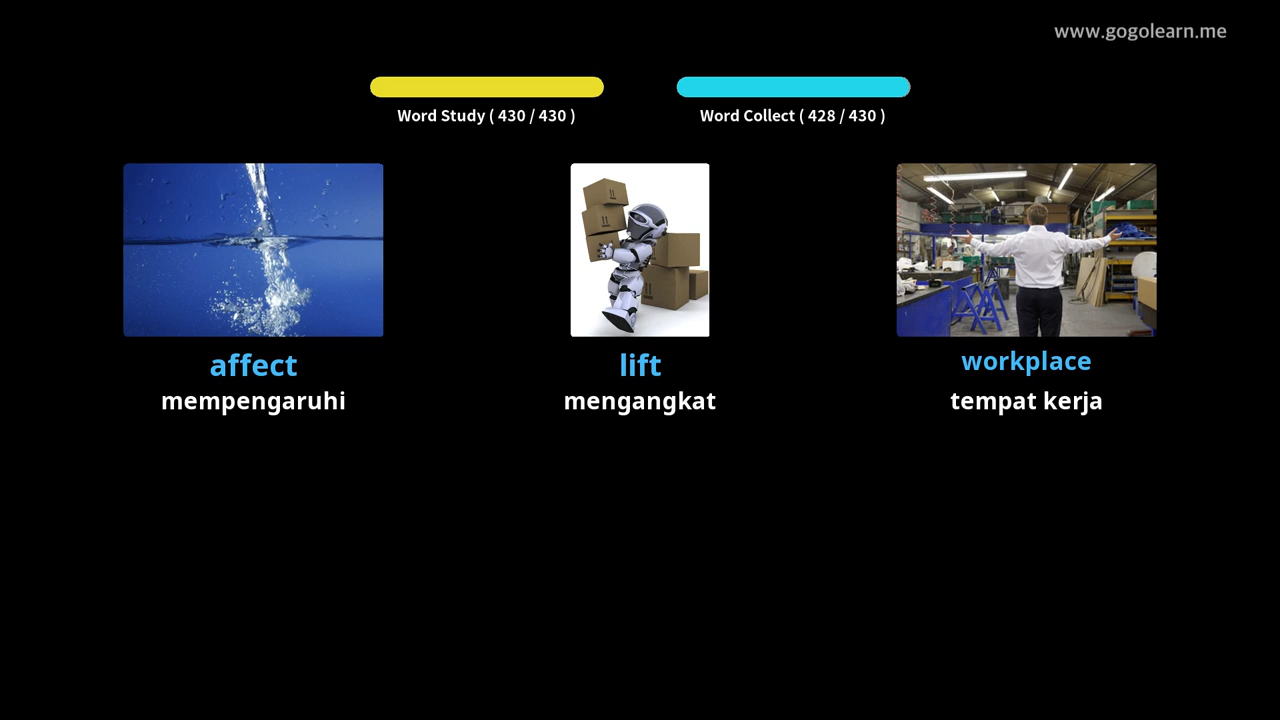 www.gogolearn.me
Word Study ( 430 / 430 )
Word Collect ( 428 / 430 )
affect
mempengaruhi
lift
mengangkat
workplace
tempat kerja